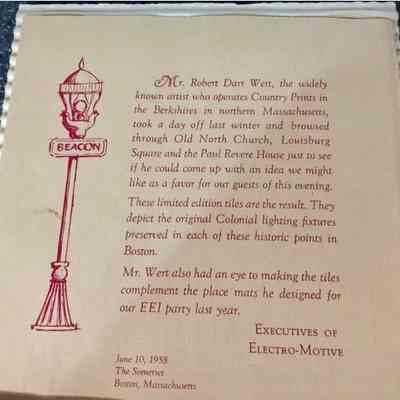 BEACON
Mr. Robert Darr Wert, the widely
known artist who operates Country Prints in
the Berkshires in northern Massachusetts,
took a day off last winter and browsed
through Old North Church, Louisburg
Square and the Paul Revere House just to see
if he could come up with an idea we might
like as a favor for our guests of this evening.
These limited edition tiles are the result. They
depict the original Colonial lighting fixtures
preserved in each of these historic points in
Boston.
Mr. Wert also had an eye to making the tiles
complement the place mats he designed for
our EEI party last year.
EXECUTIVES OF
ELECTRO-MOTIVE
June 10, 1958
The Somerset
Boston, Massachusetts